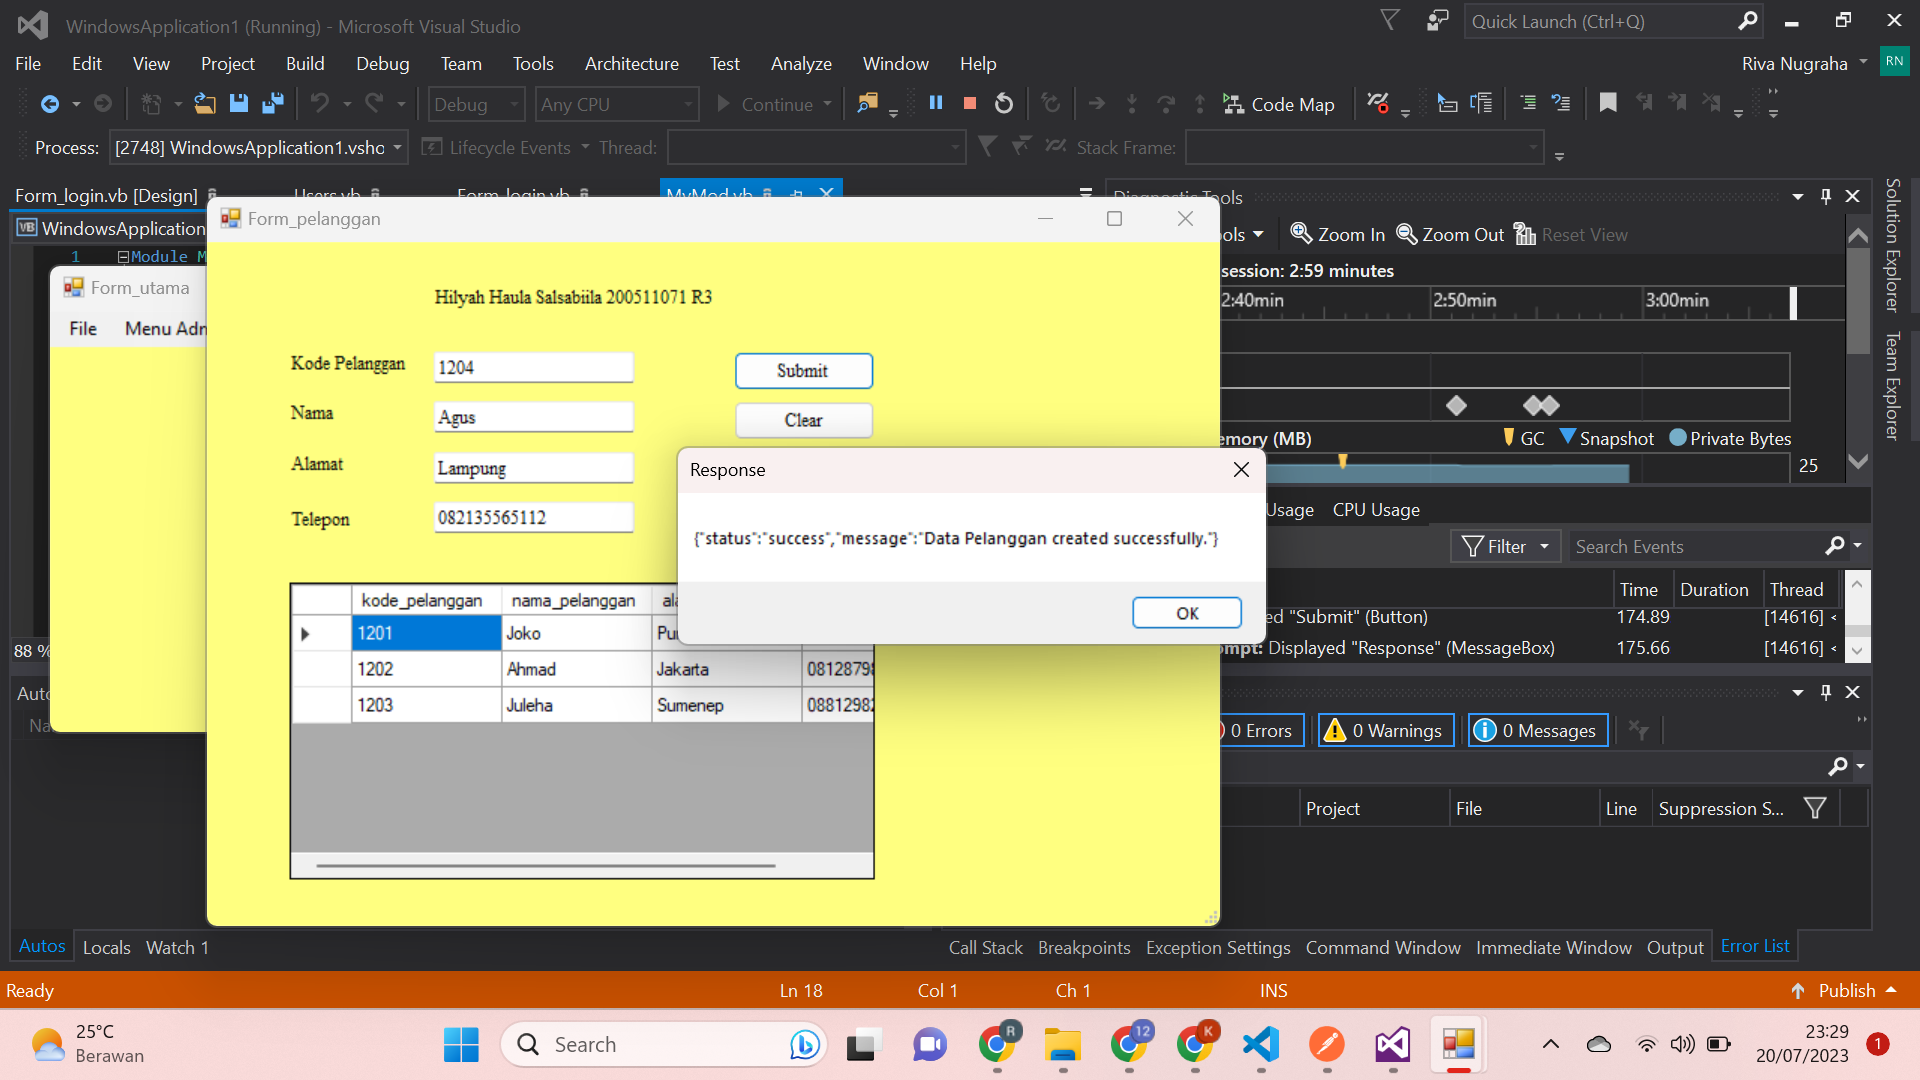 WindowsApplication1 (Running) - Microsoft Visual Studio
Quick Launch (Ctrl+Q)
File Edit View Project Build Debug Team Tools Architecture Test Analyze Window Help
Riva Nugraha RN
Debug Any CPU Continue Code Map
Process: [2748] WindowsApplication1.vsho Lifecycle Events Thread: Stack Frame:
Form_login.vb [Design] Users.vb Form_login.vb MyMod.vb
Diagnostic Tools
Solution Explorer
Team Explorer
VB WindowsApplication
1 Module M
88 %
Form_utama
File Menu Adm
Form_pelanggan
Hilyah Haula Salsabiila 200511071 R3
Kode Pelanggan 1204 Submit
Nama Agus Clear
Alamat Lampung
Telepon 082135565112
kode_pelanggan nama_pelanggan ala
1201 Joko Pu
1202 Ahmad Jakarta 08128798
1203 Juleha Sumenep 08812982
Response
{"status":"success","message":"Data Pelanggan created successfully."}
OK
ols Zoom In Zoom Out Reset View
session: 2:59 minutes
2:40min 2:50min 3:00min
emory (MB) GC Snapshot Private Bytes
25
Usage CPU Usage
Filter Search Events
Time Duration Thread
ed "Submit" (Button) 174.89 [14616]
ompt: Displayed "Response" (MessageBox) 175.66 [14616]
0 Errors 0 Warnings 0 Messages
Project File Line Suppression S...
Auto
Na
Autos Locals Watch 1
Call Stack Breakpoints Exception Settings Command Window Immediate Window Output Error List
Ready Ln 18 Col 1 Ch 1 INS Publish
25°C
Berawan
Search
R 12 K
23:29
20/07/2023
1